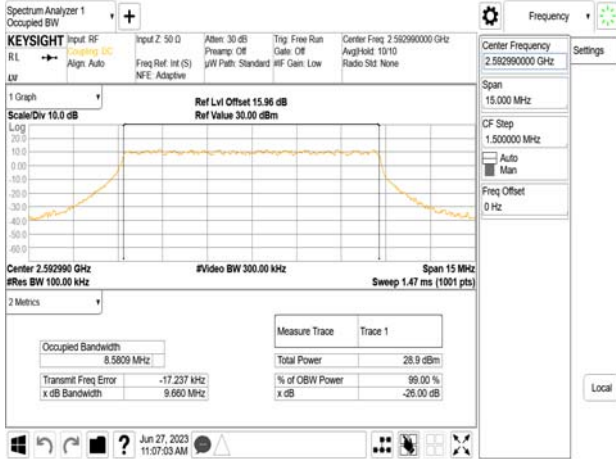 Spectrum Analyzer 1
Occupied BW
Frequency
KEYSIGHT
RL
Input: RF
Coupling: DC
Align: Auto
Input Z: 50 Ω
Freq Ref: Int (S)
NFE: Adaptive
Atten: 30 dB
Preamp: Off
µW Path: Standard
Trig: Free Run
Gate: Off
#IF Gain: Low
Center Freq: 2.592990000 GHz
Avg|Hold: 10/10
Radio Std: None
1 Graph
Scale/Div 10.0 dB
Ref Lvl Offset 15.96 dB
Ref Value 30.00 dBm
Log
20.0
10.0
0.00
-10.0
-20.0
-30.0
-40.0
-50.0
-60.0
Center 2.592990 GHz
#Res BW 100.00 kHz
#Video BW 300.00 kHz
Span 15 MHz
Sweep 1.47 ms (1001 pts)
2 Metrics
Measure Trace Trace 1
Occupied Bandwidth
8.5809 MHz
Total Power 28.9 dBm
Transmit Freq Error -17.237 kHz
% of OBW Power 99.00 %
x dB Bandwidth 9.660 MHz
x dB -26.00 dB
Jun 27, 2023
11:07:03 AM
Center Frequency
2.592990000 GHz
Settings
Span
15.000 MHz
CF Step
1.500000 MHz
Auto
Man
Freq Offset
0 Hz
Local